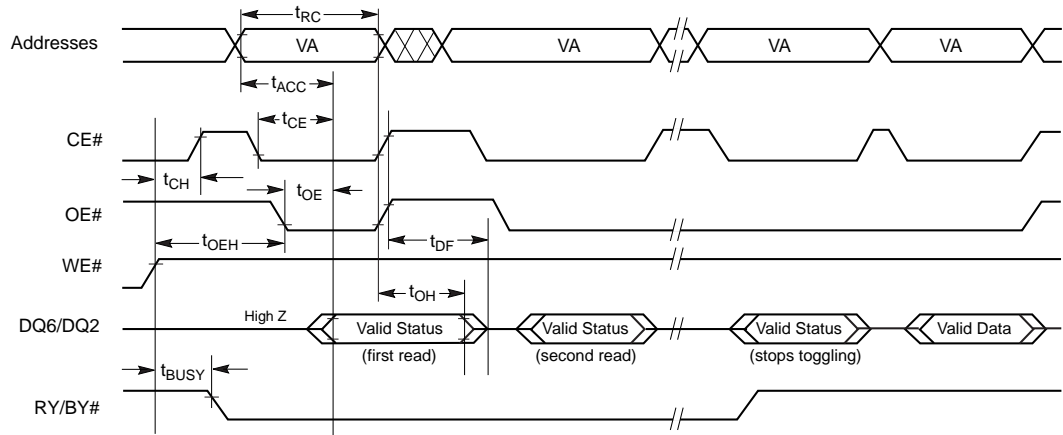 tRC
Addresses VA VA VA VA
tACC
tCE
CE#
tCH
tOE
OE#
tOEH
tDF
WE#
tOH
High Z
DQ6/DQ2 Valid Status Valid Status Valid Status Valid Data
(first read) (second read) (stops toggling)
tBUSY
RY/BY#